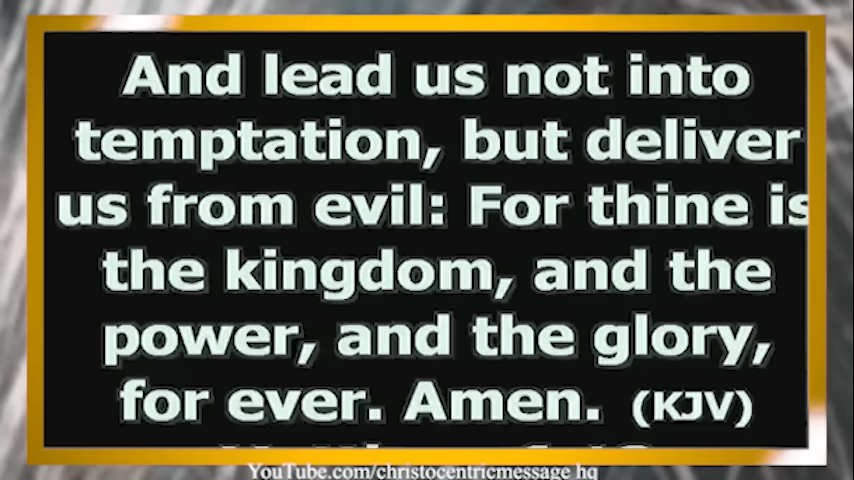 And lead us not into
temptation, but deliver
us from evil: For thine is
the kingdom, and the
power, and the glory,
for ever. Amen. (KJV)
YouTube.com/christocentricmessage hq